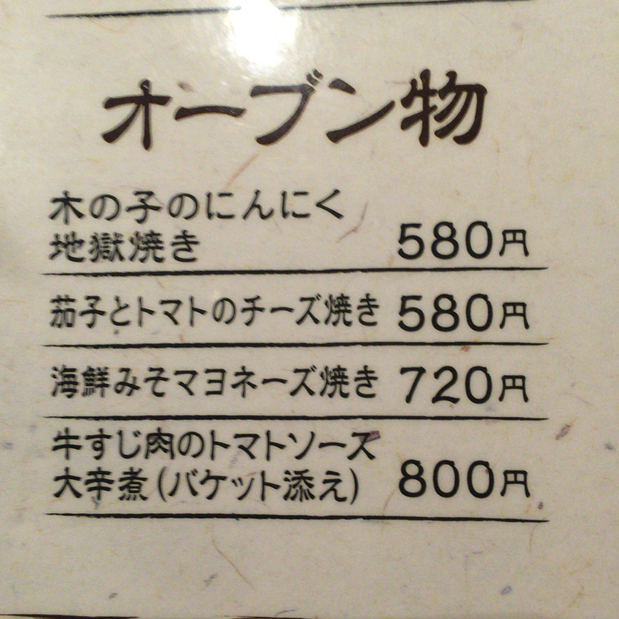 オーブン物
木の子のにんにく
地獄焼き 580円
茄子とトマトのチーズ焼き 580円
海鮮みそマヨネーズ焼き 720円
牛すじ肉のトマトソース
大辛煮(バケット添え) 800円